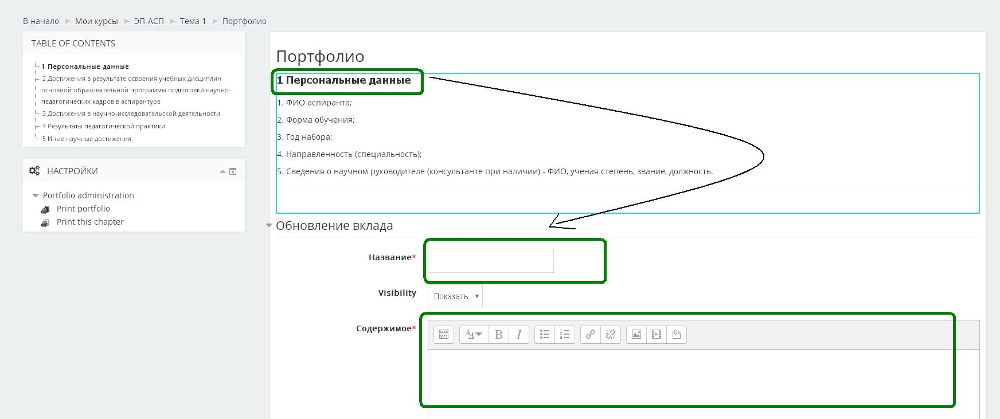 В начало ► Мои курсы ► ЭП-АСП ► Тема 1 ► Портфолио
TABLE OF CONTENTS
1 Персональные данные
2 Достижения в результате освоения учебных дисциплин
основной образовательной программы подготовки научно-
педагогических кадров в аспирантуре
3 Достижения в научно-исследовательской деятельности
4 Результаты педагогической практики
5 Иные научные достижения
НАСТРОЙКИ
Portfolio administration
Print portfolio
Print this chapter
Портфолио
1 Персональные данные
1. ФИО аспиранта;
2. Форма обучения;
3. Год набора;
4. Направленность (специальность);
5. Сведения о научном руководителе (консультанте при наличии) - ФИО, ученая степень, звание, должность.
Обновление вклада
Название*
Visibility
Показать
Содержимое*